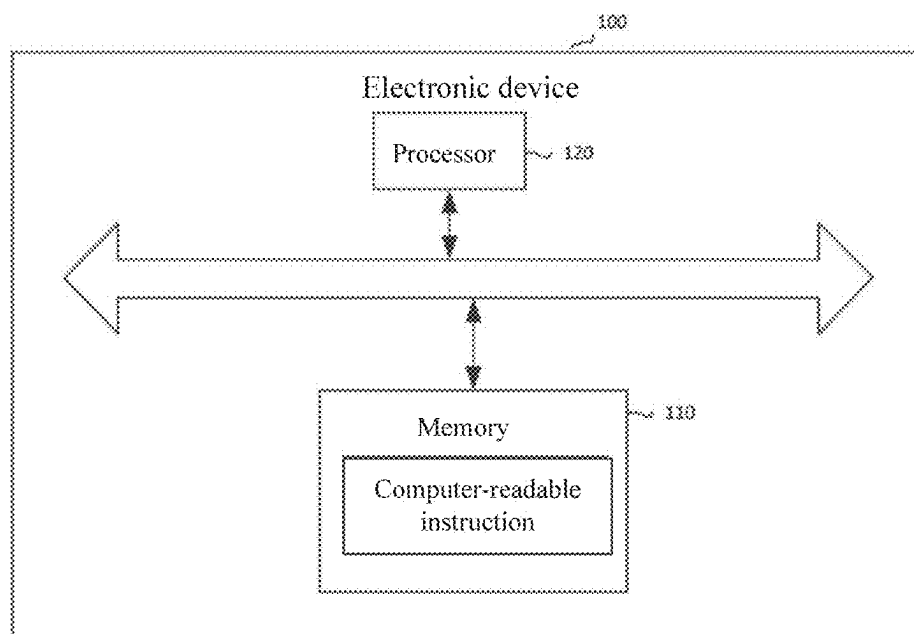 100
Electronic device
Processor
120
110
Memory
Computer-readable
instruction